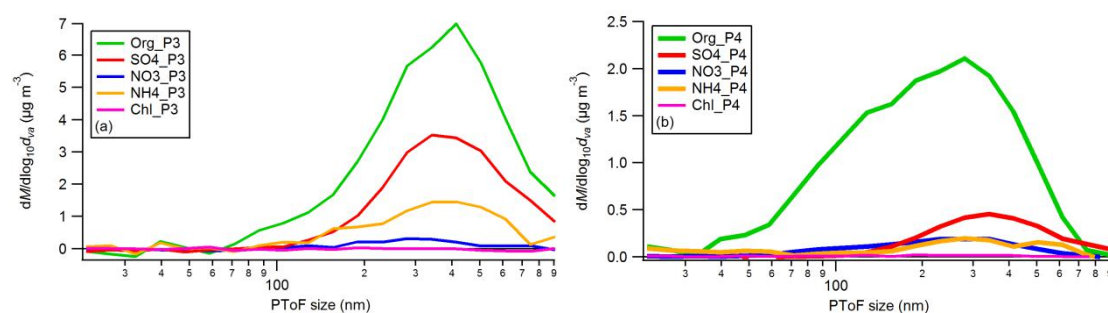 7
6
5
4
3
2
1
0
dM/dlog₁₀dva (µg m⁻³)
Org_P3
SO4_P3
NO3_P3
NH4_P3
Chl_P3
(a)
3 4 5 6 7 8 9 2 3 4 5 6 7 8 9
100
PToF size (nm)
2.5
2.0
1.5
1.0
0.5
0.0
dM/dlog₁₀dva (µg m⁻³)
Org_P4
SO4_P4
NO3_P4
NH4_P4
Chl_P4
(b)
3 4 5 6 7 8 9 2 3 4 5 6 7 8
100
PToF size (nm)